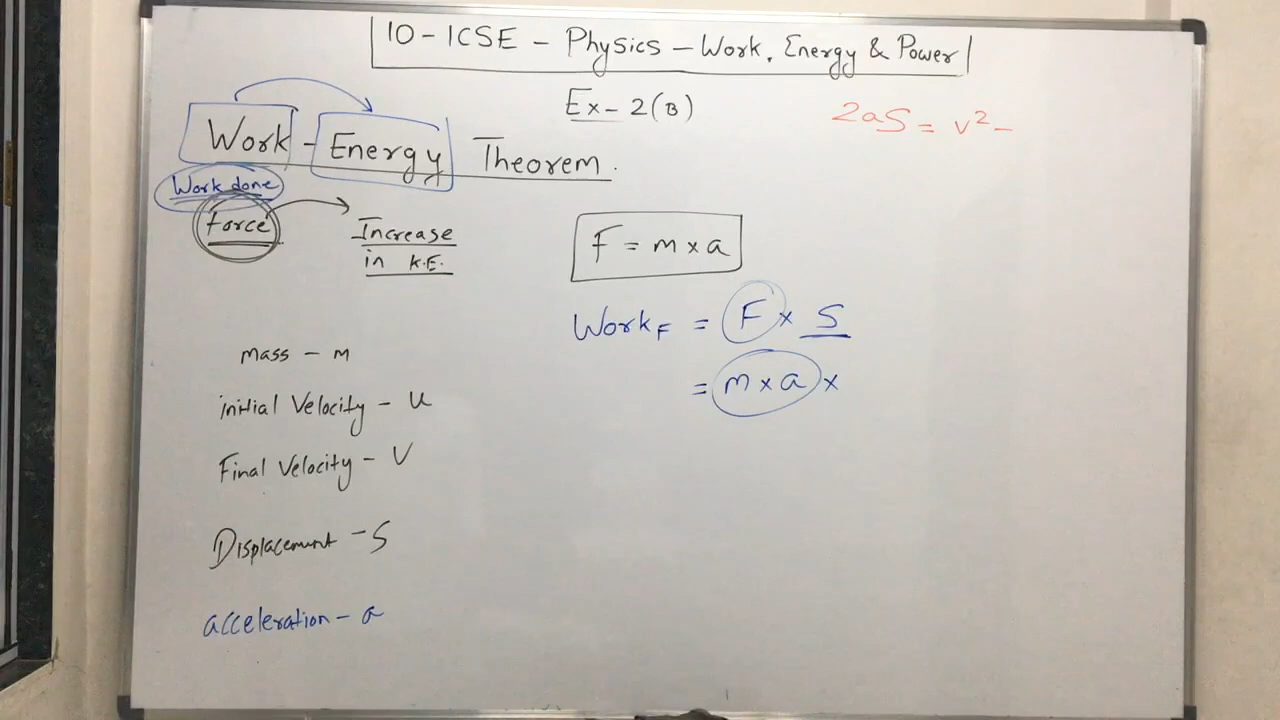 10 - ICSE - Physics - Work, Energy & Power
Ex - 2(B)
2aS = v² -
Work - Energy Theorem.
Work done
Force
Increase
in K.E.
F = m × a
Work F = F × S
= m × a ×
mass - m
initial Velocity - u
Final Velocity - V
Displacement - S
acceleration - a